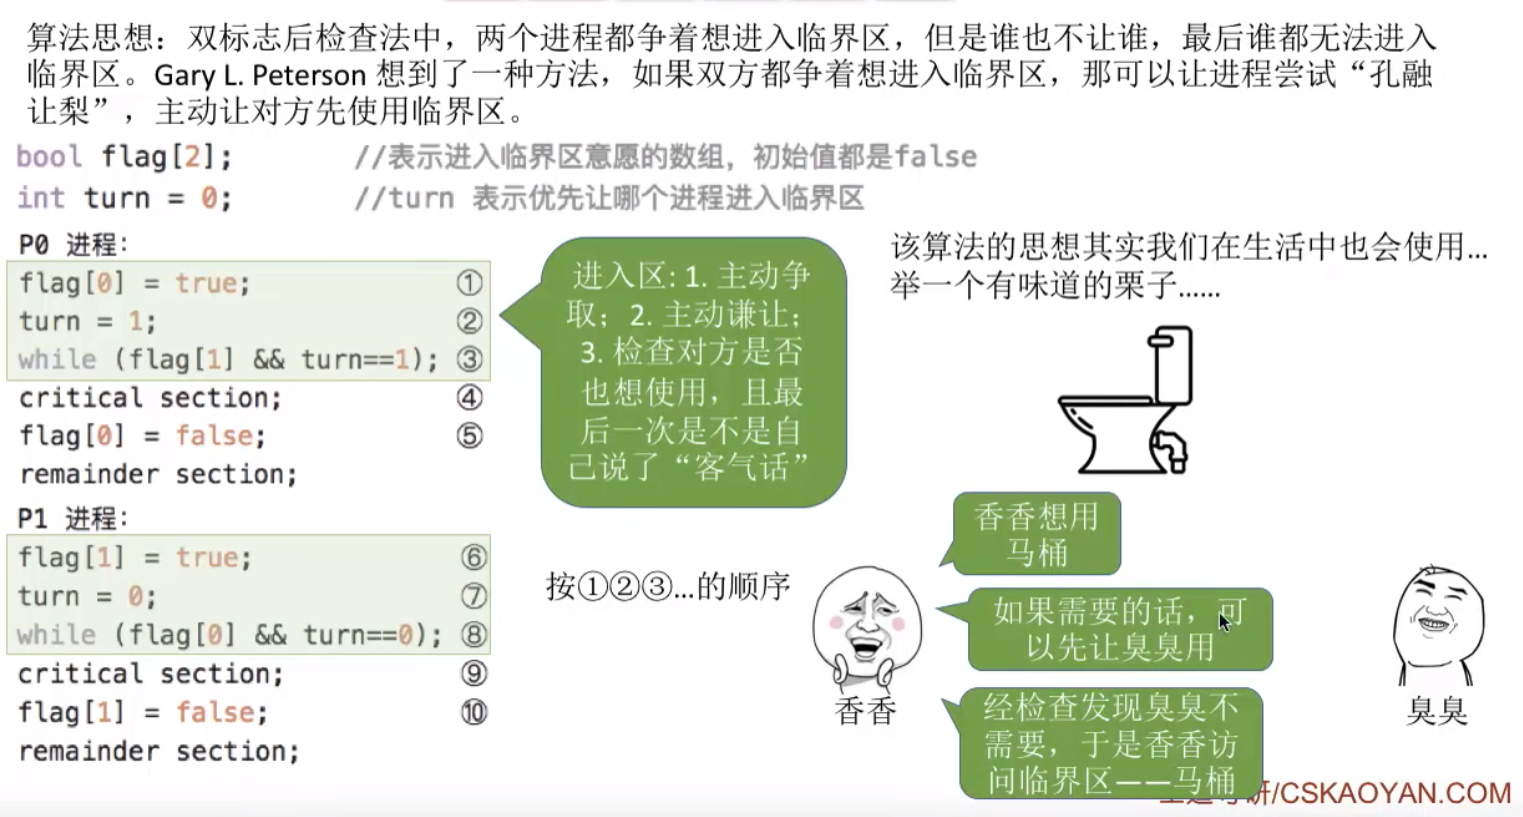 算法思想：双标志后检查法中，两个进程都争着想进入临界区，但是谁也不让谁，最后谁都无法进入
临界区。Gary L. Peterson 想到了一种方法，如果双方都争着想进入临界区，那可以让进程尝试“孔融
让梨”，主动让对方先使用临界区。
bool flag[2]; //表示进入临界区意愿的数组，初始值都是false
int turn = 0; //turn 表示优先让哪个进程进入临界区
P0 进程：
flag[0] = true; ①
turn = 1; ②
while (flag[1] && turn==1); ③
critical section; ④
flag[0] = false; ⑤
remainder section;
P1 进程：
flag[1] = true; ⑥
turn = 0; ⑦
while (flag[0] && turn==0); ⑧
critical section; ⑨
flag[1] = false; ⑩
remainder section;
进入区：1. 主动争
取；2. 主动谦让；
3. 检查对方是否
也想使用，且最
后一次是不是自
己说了“客气话”
该算法的思想其实我们在生活中也会使用...
举一个有味道的栗子......
按①②③...的顺序
香香想用
马桶
如果需要的话，可
以先让臭臭用
经检查发现臭臭不
需要，于是香香访
问临界区——马桶
香香
臭臭
/CSKAOYAN.COM